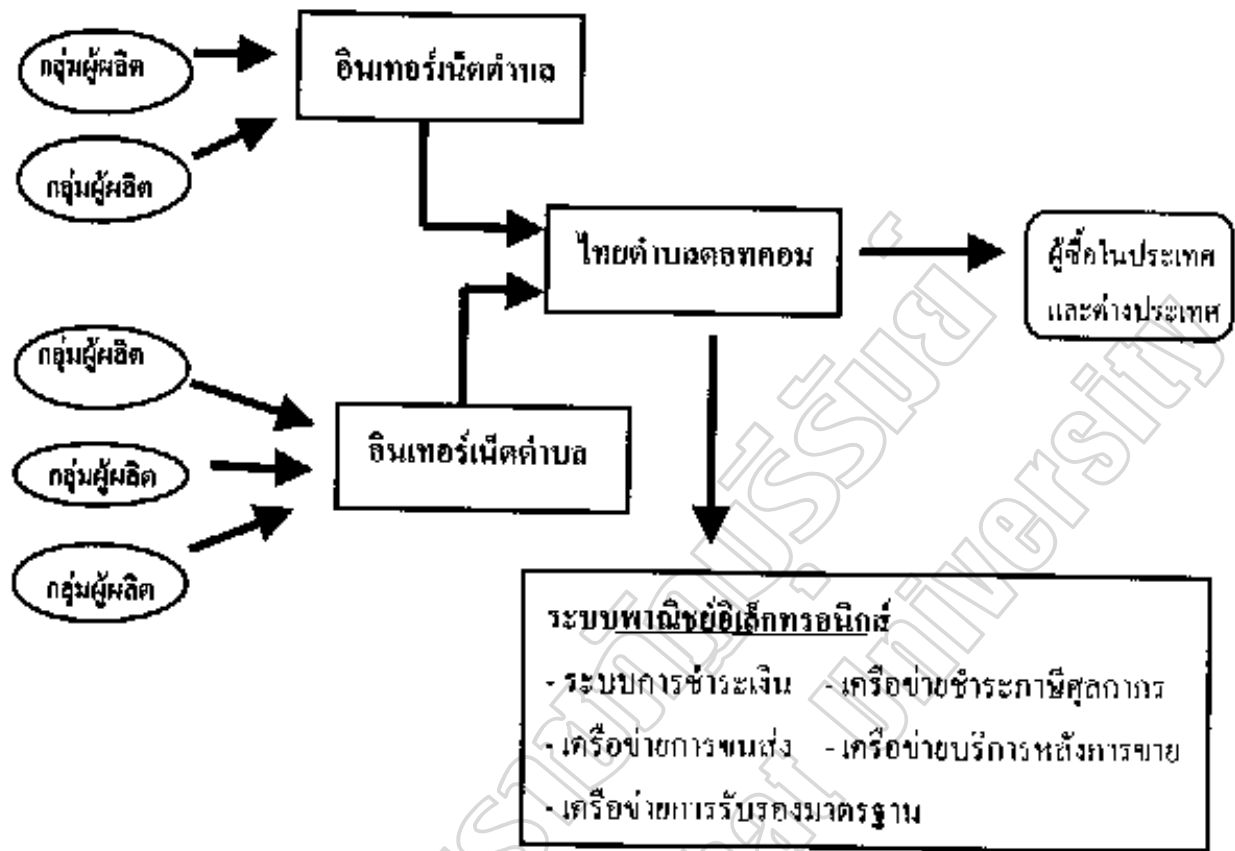 กลุ่มผู้ผลิต
อินเทอร์เน็ตตำบล
กลุ่มผู้ผลิต
ไทยตำบลดอทคอม
ผู้ซื้อในประเทศ
และต่างประเทศ
กลุ่มผู้ผลิต
อินเทอร์เน็ตตำบล
กลุ่มผู้ผลิต
กลุ่มผู้ผลิต
ระบบพาณิชย์อิเล็กทรอนิกส์
- ระบบการชำระเงิน - เครือข่ายชำระภาษีศุลกากร
- เครือข่ายการขนส่ง - เครือข่ายบริการหลังการขาย
- เครือข่ายการรับรองมาตรฐาน
University